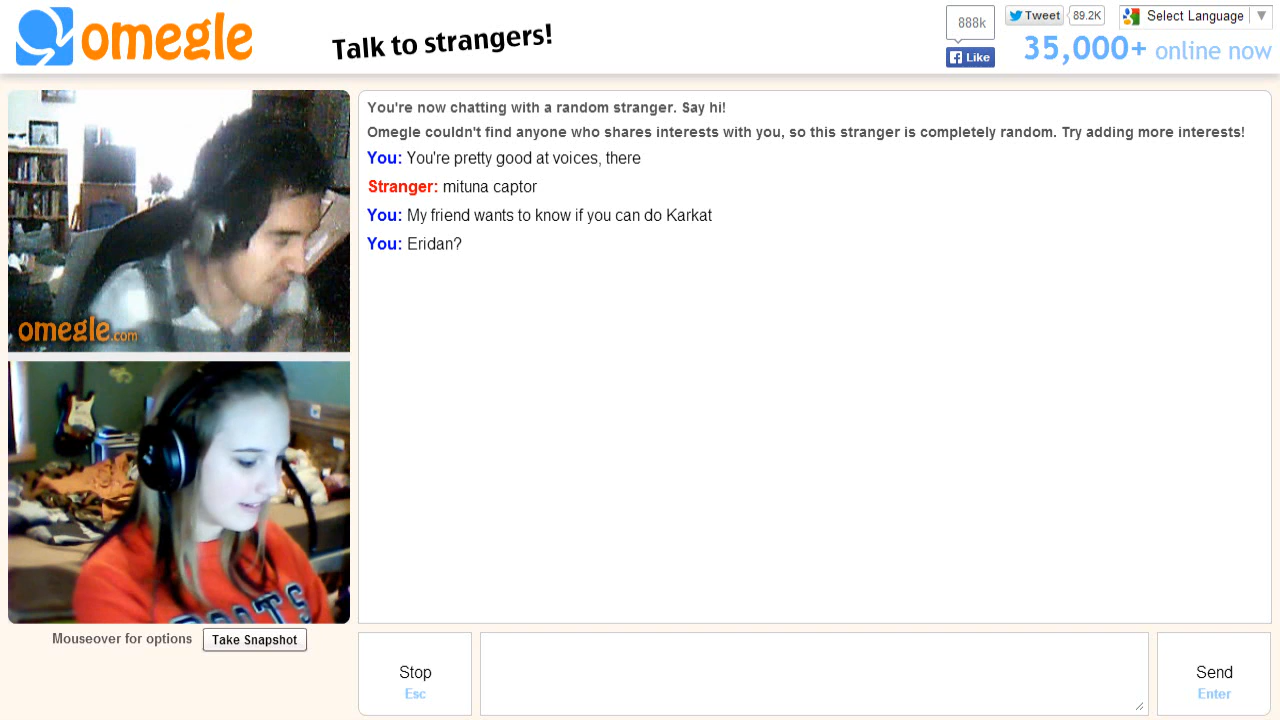 omegle
Talk to strangers!
888k
Like
Tweet
89.2K
Select Language
35,000+ online now
You're now chatting with a random stranger. Say hi!
Omegle couldn't find anyone who shares interests with you, so this stranger is completely random. Try adding more interests!
You: You're pretty good at voices, there
Stranger: mituna captor
You: My friend wants to know if you can do Karkat
You: Eridan?
omegle.com
Mouseover for options
Take Snapshot
Stop
Esc
Send
Enter